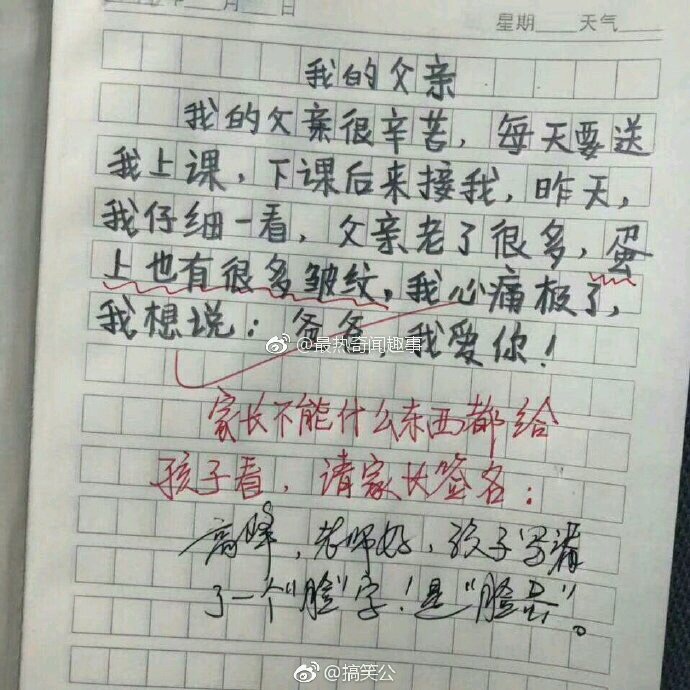 月 日
星期 天气
我的父亲
我的父亲很辛苦，每天要送
我上课，下课后来接我，昨天，
我仔细一看，父亲老了很多，蛋
上也有很多皱纹，我心痛极了，
我想说：爸爸，我爱你！
@最热奇闻趣事
家长不能什么东西都给
孩子看，请家长签名：
高峰，老师好，孩子写错
了一个“脸”字！是“脸蛋”。
@搞笑公